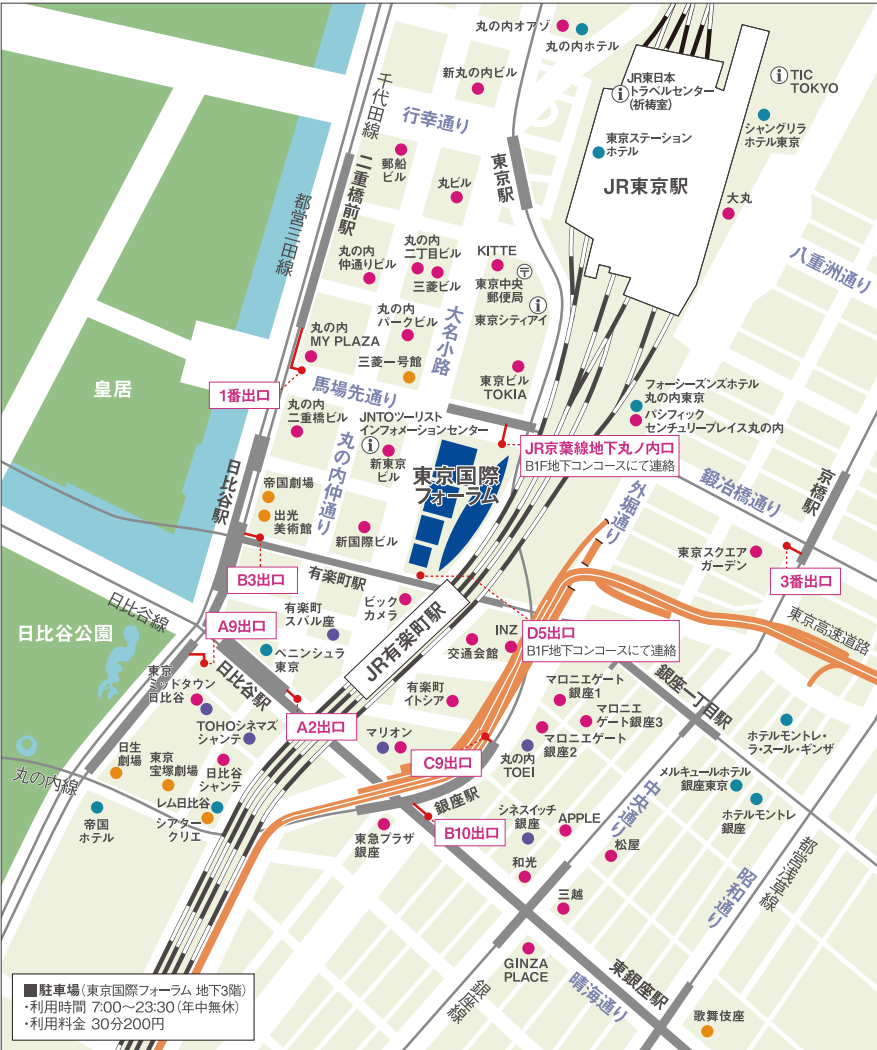 丸の内オアゾ
丸の内ホテル
新丸の内ビル
JR東日本
トラベルセンター
(祈祷室)
TIC
TOKYO
千代田線
行幸通り
シャングリラ
ホテル東京
東京ステーション
ホテル
郵船
ビル
二重橋前駅
東京駅
JR東京駅
丸ビル
大丸
都営三田線
丸の内
仲通りビル
丸の内
二丁目ビル
三菱ビル
KITTE
東京中央
郵便局
東京シティアイ
八重洲通り
丸の内
パークビル
大名小路
丸の内
MY PLAZA
三菱一号館
東京ビル
TOKIA
皇居
1番出口
馬場先通り
フォーシーズンズホテル
丸の内東京
パシフィック
センチュリープレイス丸の内
丸の内
二重橋ビル
JNTOツーリスト
インフォメーションセンター
丸の内仲通り
新東京
ビル
東京国際
フォーラム
JR京葉線地下丸ノ内口
B1F地下コンコースにて連絡
外堀通り
鍛冶橋通り
京橋駅
日比谷駅
帝国劇場
出光
美術館
新国際ビル
東京スクエア
ガーデン
3番出口
B3出口
有楽町駅
日比谷線
日比谷公園
A9出口
有楽町
スバル座
ビック
カメラ
JR有楽町駅
INZ
交通会館
D5出口
B1F地下コンコースにて連絡
東京高速道路
ペニンシュラ
東京
日比谷駅
東京
ミッドタウン
日比谷
有楽町
イトシア
マロニエゲート
銀座1
マロニエ
ゲート銀座3
マロニエゲート
銀座2
銀座一丁目駅
A2出口
TOHOシネマズ
シャンテ
マリオン
C9出口
丸の内
TOEI
ホテルモントレ・
ラ・スール・ギンザ
丸の内線
日生
劇場
東京
宝塚劇場
日比谷
シャンテ
レム日比谷
シアター
クリエ
帝国
ホテル
銀座駅
東急プラザ
銀座
B10出口
シネスイッチ
銀座
APPLE
中央通り
松屋
メルキュールホテル
銀座東京
ホテルモントレ
銀座
和光
三越
昭和通り
都営浅草線
GINZA
PLACE
銀座線
晴海通り
東銀座駅
歌舞伎座
■駐車場(東京国際フォーラム 地下3階)
・利用時間 7:00〜23:30(年中無休)
・利用料金 30分200円